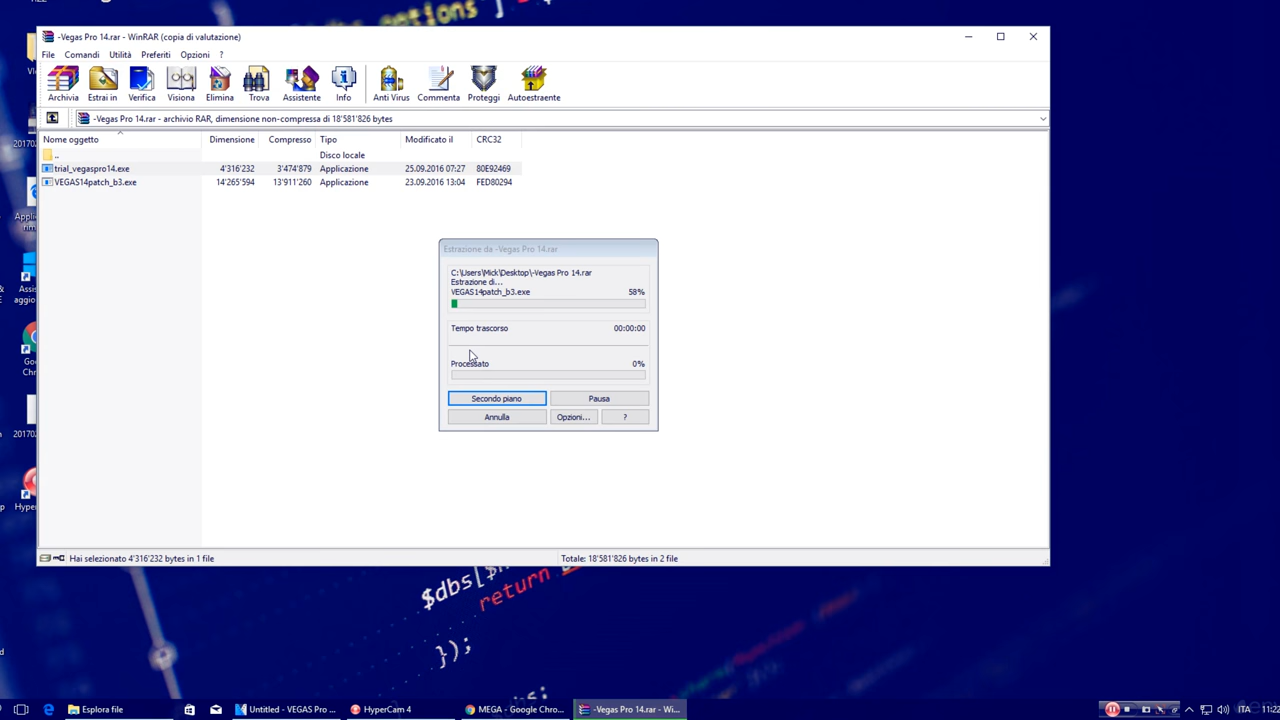 -Vegas Pro 14.rar - WinRAR (copia di valutazione)
File Comandi Utilità Preferiti Opzioni ?
Archivia Estrai in Verifica Visiona Elimina Trova Assistente Info Anti Virus Commenta Proteggi Autoestraente
-Vegas Pro 14.rar - archivio RAR, dimensione non-compressa di 18'581'826 bytes
Nome oggetto Dimensione Compresso Tipo Modificato il CRC32
.. Disco locale
trial_vegaspro14.exe 4'316'232 3'474'879 Applicazione 25.09.2016 07:27 80E92469
VEGAS14patch_b3.exe 14'265'594 13'911'260 Applicazione 23.09.2016 13:04 FED80294
Estrazione da -Vegas Pro 14.rar
C:\Users\Mick\Desktop\-Vegas Pro 14.rar
Estrazione di...
VEGAS14patch_b3.exe 58%
Tempo trascorso 00:00:00
Processato 0%
Secondo piano Pausa
Annulla Opzioni... ?
Hai selezionato 4'316'232 bytes in 1 file Totale: 18'581'826 bytes in 2 file
$dbs[$
return
});
Esplora file Untitled - VEGAS Pro ... HyperCam 4 MEGA - Google Chro... -Vegas Pro 14.rar - Wi... ITA 11:22